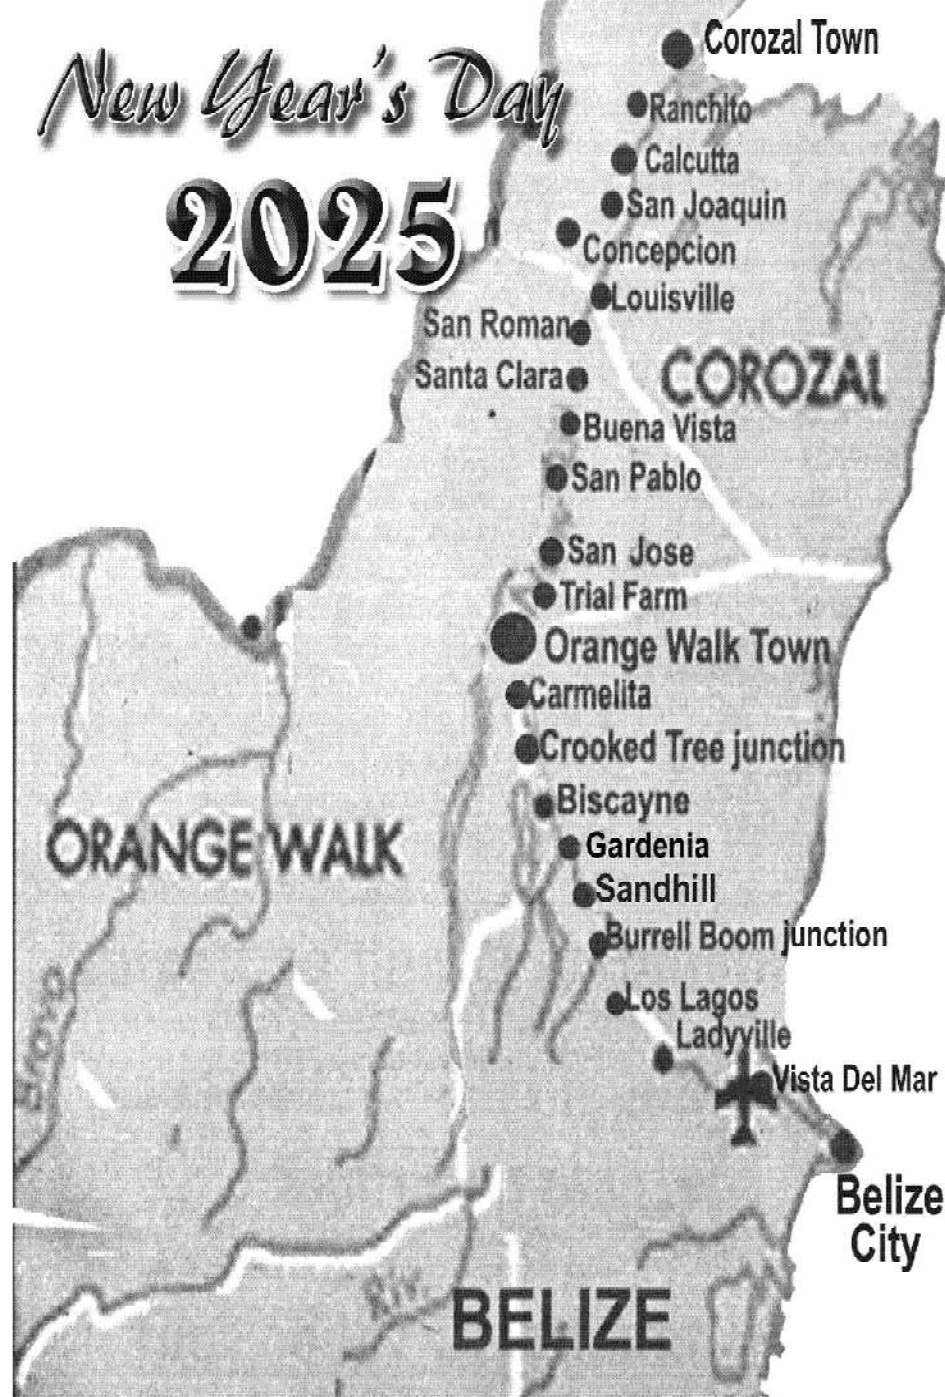 New Year's Day
2025
Corozal Town
Ranchito
Calcutta
San Joaquin
Concepcion
Louisville
San Roman
Santa Clara
COROZAL
Buena Vista
San Pablo
San Jose
Trial Farm
Orange Walk Town
Carmelita
Crooked Tree junction
Biscayne
ORANGE WALK
Gardenia
Sandhill
Burrell Boom junction
Los Lagos
Ladyville
Vista Del Mar
Belize
City
Riv.
BELIZE